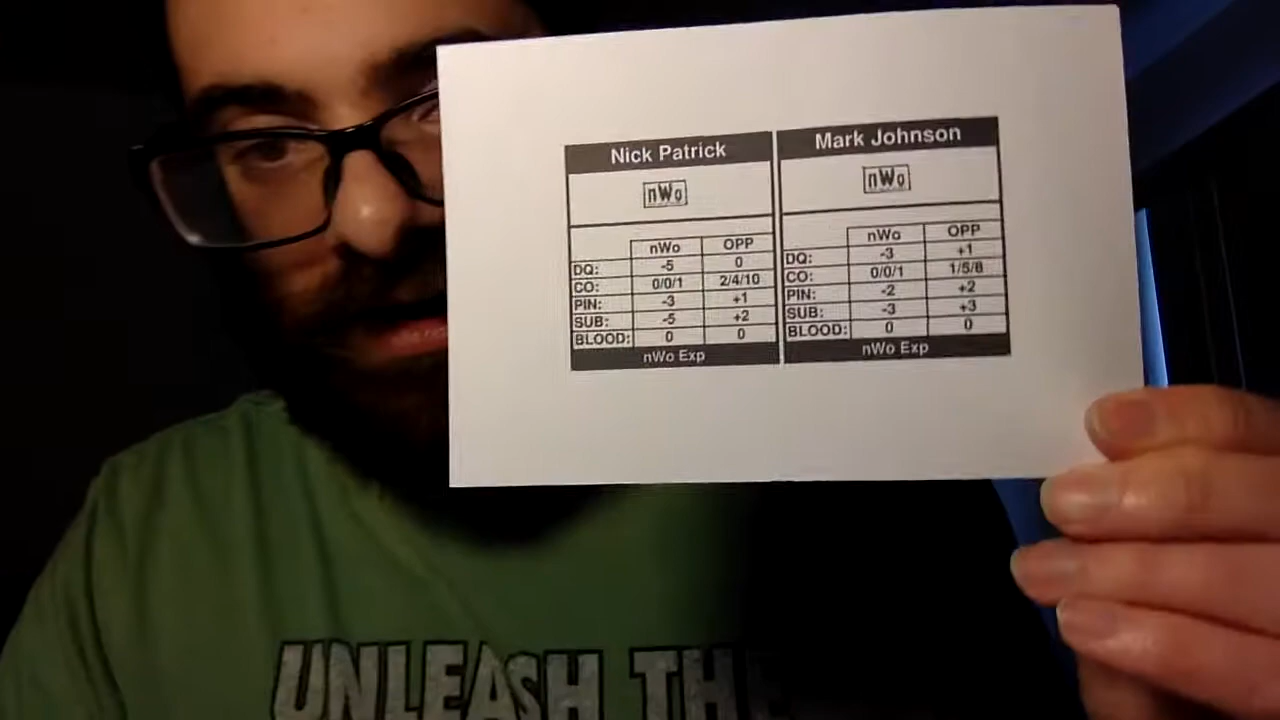 Nick Patrick
nWo
nWo OPP
DQ: -5 0
CO: 0/0/1 2/4/10
PIN: -3 +1
SUB: -5 +2
BLOOD: 0 0
nWo Exp
Mark Johnson
nWo
nWo OPP
DQ: -3 +1
CO: 0/0/1 1/5/8
PIN: -2 +2
SUB: -3 +3
BLOOD: 0 0
nWo Exp
UNLEASH THE